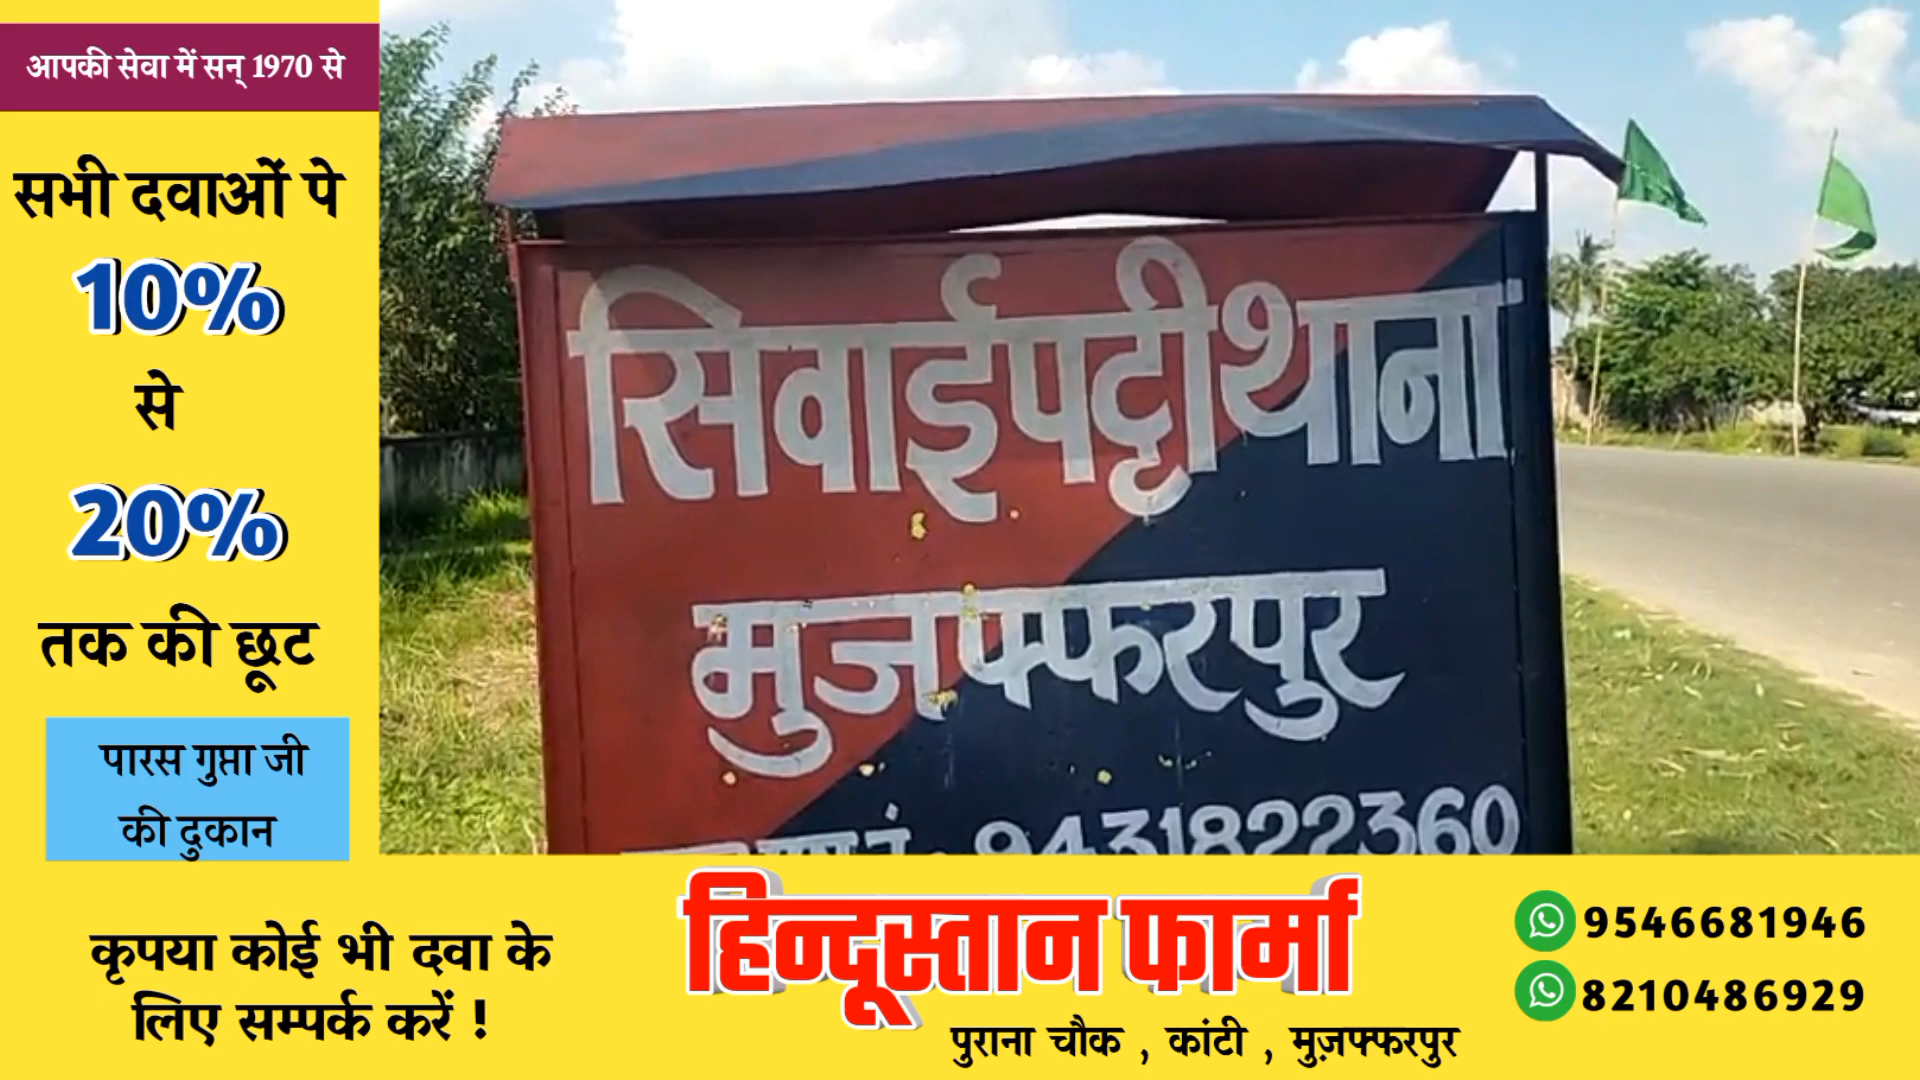 आपकी सेवा में सन् 1970 से
सभी दवाओं पे
10%
से
20%
तक की छूट
पारस गुप्ता जी
की दुकान
सिवाईपट्टी थाना
मुजफ्फरपुर
9431822360
कृपया कोई भी दवा के
लिए सम्पर्क करें !
हिन्दूस्तान फार्मा
पुराना चौक , कांटी , मुज़फ्फरपुर
9546681946
8210486929